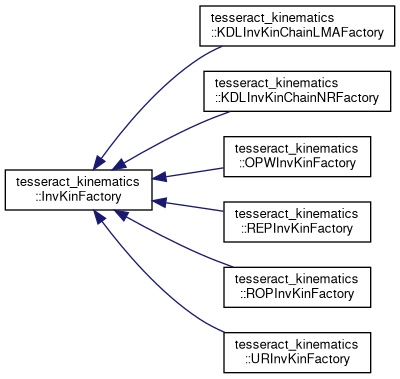 tesseract_kinematics
::KDLInvKinChainLMAFactory
tesseract_kinematics
::KDLInvKinChainNRFactory
tesseract_kinematics
::OPWInvKinFactory
tesseract_kinematics
::InvKinFactory
tesseract_kinematics
::REPInvKinFactory
tesseract_kinematics
::ROPInvKinFactory
tesseract_kinematics
::URInvKinFactory